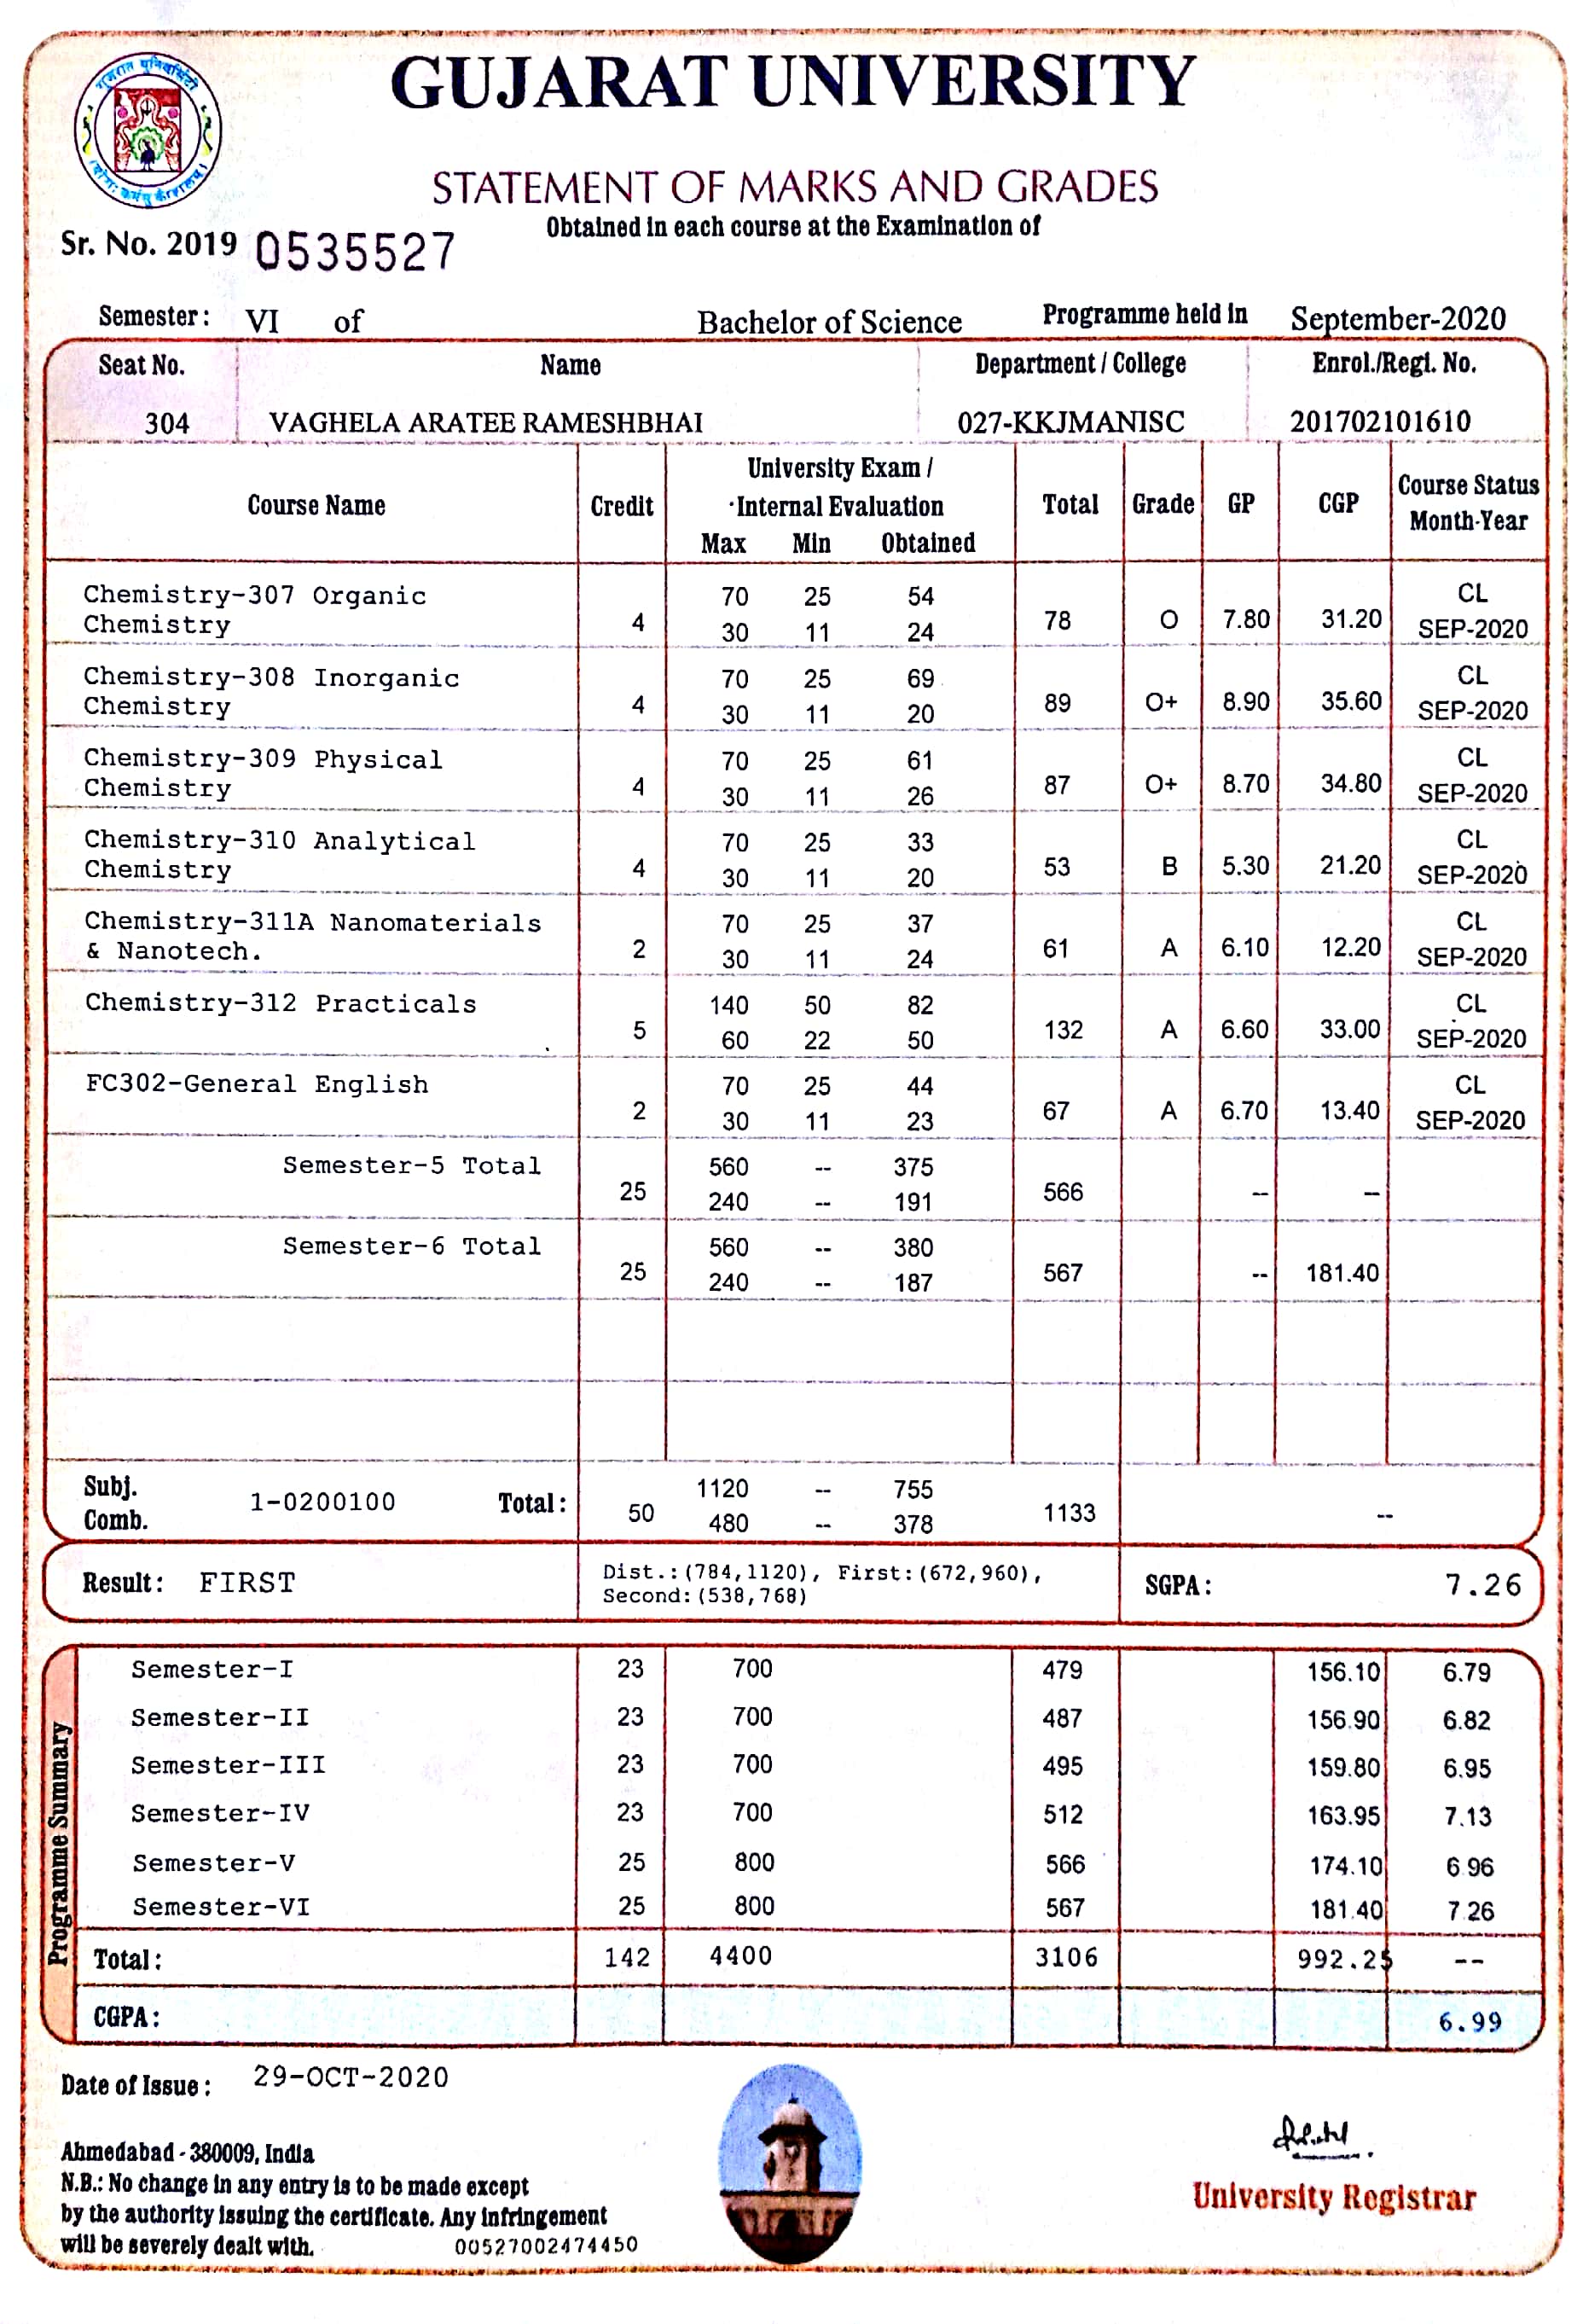 GUJARAT UNIVERSITY
STATEMENT OF MARKS AND GRADES
Obtained in each course at the Examination of
Sr. No. 2019 0535527
Semester: VI of Bachelor of Science Programme held in September-2020
Seat No. Name Department / College Enrol./Regi. No.
304 VAGHELA ARATEE RAMESHBHAI 027-KKJMANISC 201702101610
Course Name Credit University Exam / Internal Evaluation Total Grade GP CGP Course Status Month-Year
Max Min Obtained
Chemistry-307 Organic 70 25 54 CL
Chemistry 4 30 11 24 78 O 7.80 31.20 SEP-2020
Chemistry-308 Inorganic 70 25 69 CL
Chemistry 4 30 11 20 89 O+ 8.90 35.60 SEP-2020
Chemistry-309 Physical 70 25 61 CL
Chemistry 4 30 11 26 87 O+ 8.70 34.80 SEP-2020
Chemistry-310 Analytical 70 25 33 CL
Chemistry 4 30 11 20 53 B 5.30 21.20 SEP-2020
Chemistry-311A Nanomaterials 70 25 37 CL
& Nanotech. 2 30 11 24 61 A 6.10 12.20 SEP-2020
Chemistry-312 Practicals 140 50 82 CL
5 60 22 50 132 A 6.60 33.00 SEP-2020
FC302-General English 70 25 44 CL
2 30 11 23 67 A 6.70 13.40 SEP-2020
Semester-5 Total 560 -- 375
25 240 -- 191 566 -- --
Semester-6 Total 560 -- 380
25 240 -- 187 567 -- 181.40
Subj. 1120 -- 755
Comb. 1-0200100 Total: 50 480 -- 378 1133 --
Result: FIRST Dist.:(784,1120), First:(672,960), SGPA: 7.26
Second:(538,768)
Programme Summary
Semester-I 23 700 479 156.10 6.79
Semester-II 23 700 487 156.90 6.82
Semester-III 23 700 495 159.80 6.95
Semester-IV 23 700 512 163.95 7.13
Semester-V 25 800 566 174.10 6.96
Semester-VI 25 800 567 181.40 7.26
Total: 142 4400 3106 992.25 --
CGPA: 6.99
Date of Issue: 29-OCT-2020
Ahmedabad - 380009, India
N.B.: No change in any entry is to be made except
by the authority issuing the certificate. Any infringement
will be severely dealt with. 00527002474450
University Registrar